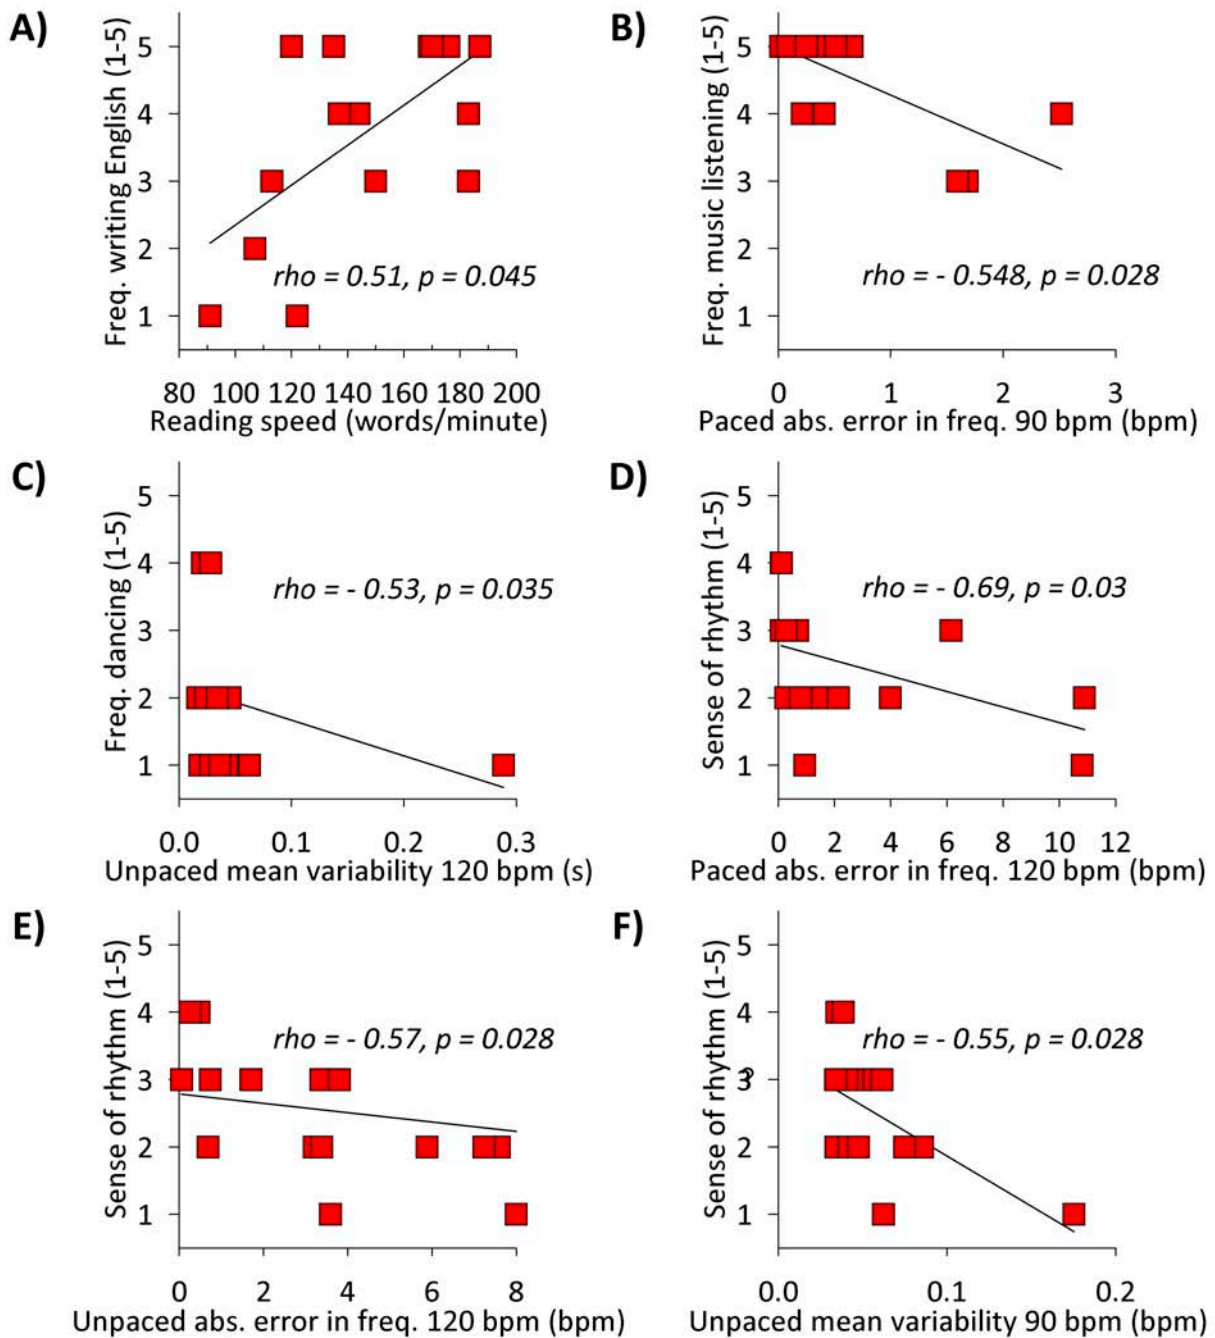 A)
Freq. writing English (1-5)
5
4
3
2
1
rho = 0.51, p = 0.045
80 100 120 140 160 180 200
Reading speed (words/minute)
B)
Freq. music listening (1-5)
5
4
3
2
1
rho = - 0.548, p = 0.028
0 1 2 3
Paced abs. error in freq. 90 bpm (bpm)
C)
Freq. dancing (1-5)
5
4
3
2
1
rho = - 0.53, p = 0.035
0.0 0.1 0.2 0.3
Unpaced mean variability 120 bpm (s)
D)
Sense of rhythm (1-5)
5
4
3
2
1
rho = - 0.69, p = 0.03
0 2 4 6 8 10 12
Paced abs. error in freq. 120 bpm (bpm)
E)
Sense of rhythm (1-5)
5
4
3
2
1
rho = - 0.57, p = 0.028
0 2 4 6 8
Unpaced abs. error in freq. 120 bpm (bpm)
F)
Sense of rhythm (1-5)
5
4
3
2
1
rho = - 0.55, p = 0.028
0.0 0.1 0.2
Unpaced mean variability 90 bpm (bpm)